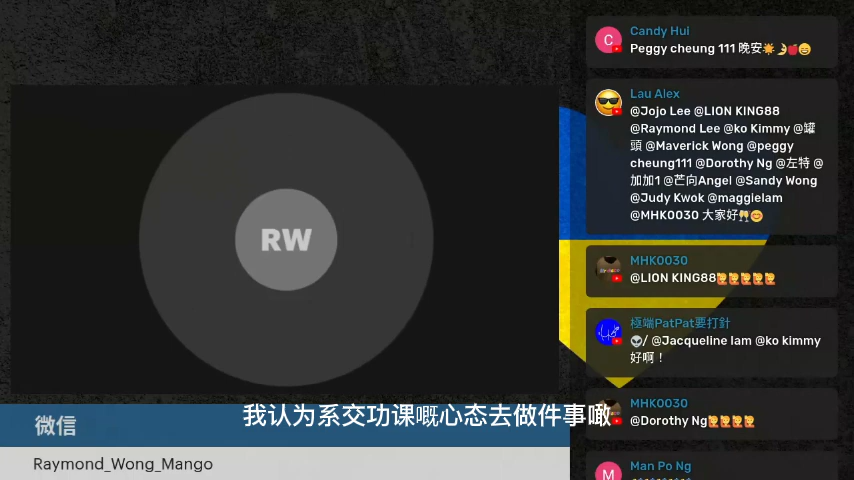 Candy Hui
Peggy cheung 111 晚安☀️🌛🍎😄
Lau Alex
@Jojo Lee @LION KING88
@Raymond Lee @ko Kimmy @罐
頭 @Maverick Wong @peggy
cheung111 @Dorothy Ng @左特 @
加加1 @芒向Angel @Sandy Wong
@Judy Kwok @maggielam
@MHK0030 大家好🥂😊
MHK0030
@LION KING88🙋🙋🙋🙋🙋
極端PatPat要打針
👽/ @Jacqueline lam @ko kimmy
好啊！
MHK0030
@Dorothy Ng🙋🙋🙋🙋
Man Po Ng
C
M
RW
我认为系交功课嘅心态去做件事噉
微信
Raymond_Wong_Mango